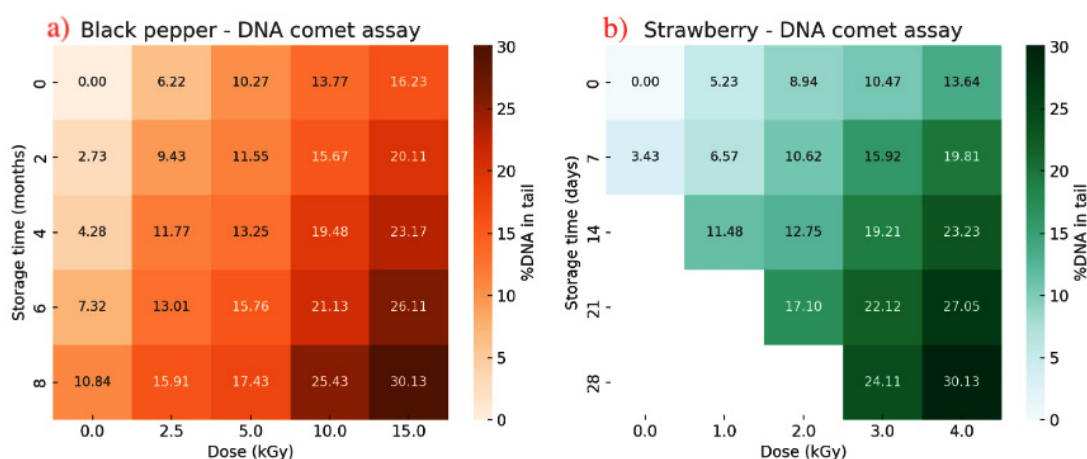 a) Black pepper - DNA comet assay
Storage time (months)
0 0.00 6.22 10.27 13.77 16.23
2 2.73 9.43 11.55 15.67 20.11
4 4.28 11.77 13.25 19.48 23.17
6 7.32 13.01 15.76 21.13 26.11
8 10.84 15.91 17.43 25.43 30.13
0.0 2.5 5.0 10.0 15.0
Dose (kGy)
30
25
20
15
10
5
0
%DNA in tail
b) Strawberry - DNA comet assay
Storage time (days)
0 0.00 5.23 8.94 10.47 13.64
7 3.43 6.57 10.62 15.92 19.81
14 11.48 12.75 19.21 23.23
21 17.10 22.12 27.05
28 24.11 30.13
0.0 1.0 2.0 3.0 4.0
Dose (kGy)
30
25
20
15
10
5
0
%DNA in tail